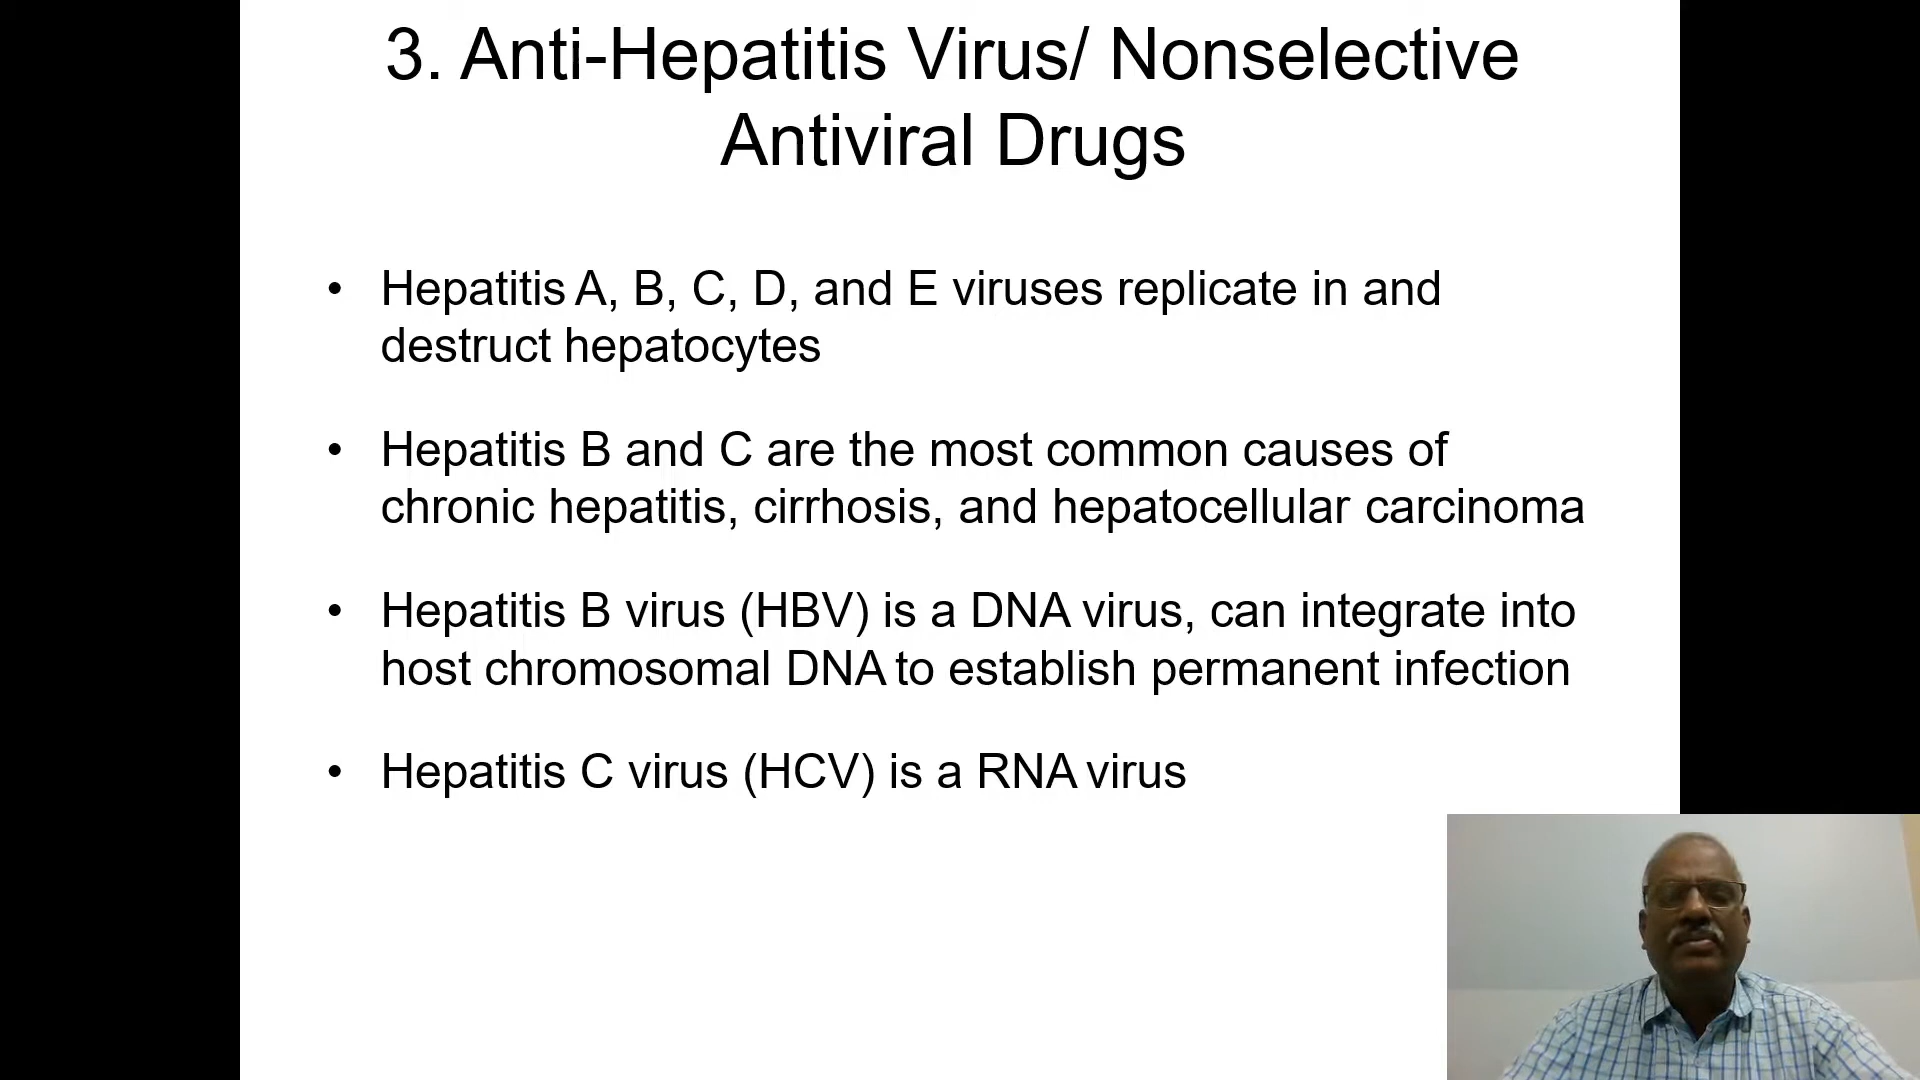 3. Anti-Hepatitis Virus/ Nonselective
Antiviral Drugs
• Hepatitis A, B, C, D, and E viruses replicate in and
destruct hepatocytes
• Hepatitis B and C are the most common causes of
chronic hepatitis, cirrhosis, and hepatocellular carcinoma
• Hepatitis B virus (HBV) is a DNA virus, can integrate into
host chromosomal DNA to establish permanent infection
• Hepatitis C virus (HCV) is a RNA virus